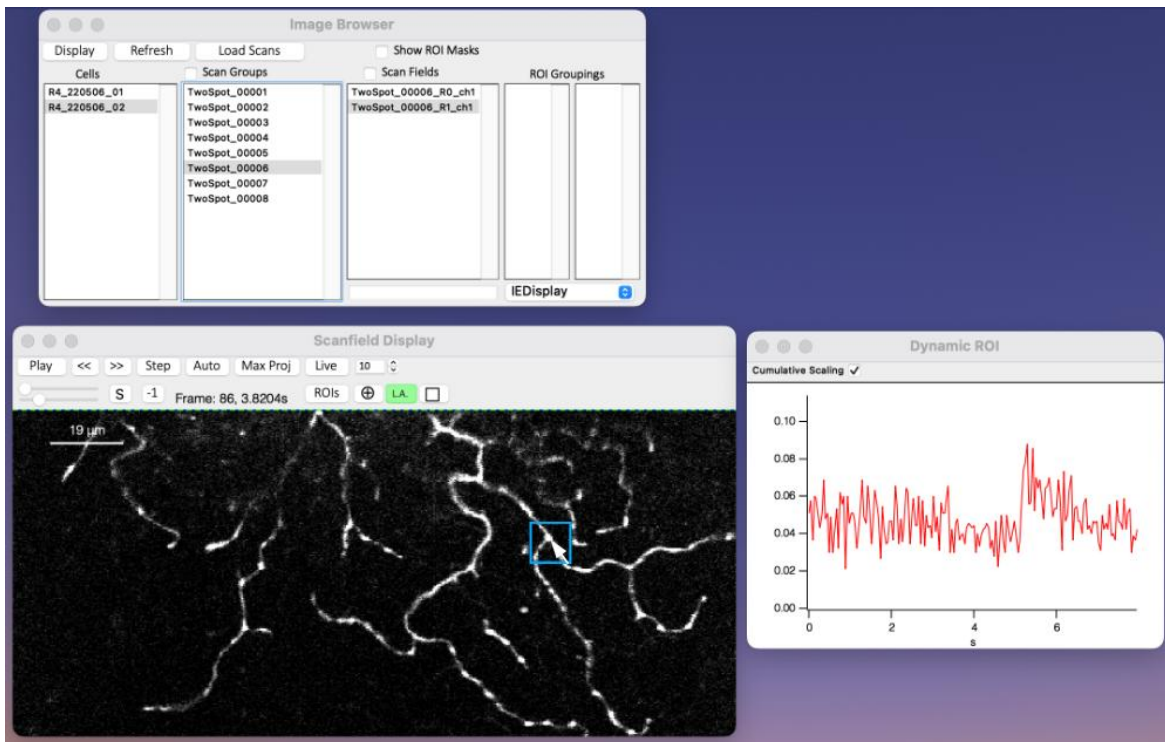 Image Browser
Display Refresh Load Scans Show ROI Masks
Cells Scan Groups Scan Fields ROI Groupings
R4_220506_01 TwoSpot_00001 TwoSpot_00006_R0_ch1
R4_220506_02 TwoSpot_00002 TwoSpot_00006_R1_ch1
TwoSpot_00003
TwoSpot_00004
TwoSpot_00005
TwoSpot_00006
TwoSpot_00007
TwoSpot_00008
IEDisplay
Scanfield Display
Play << >> Step Auto Max Proj Live 10
S -1 Frame: 86, 3.8204s ROIs L.A.
19 µm
Dynamic ROI
Cumulative Scaling ✓
0.10
0.08
0.06
0.04
0.02
0.00
0 2 4 6
s